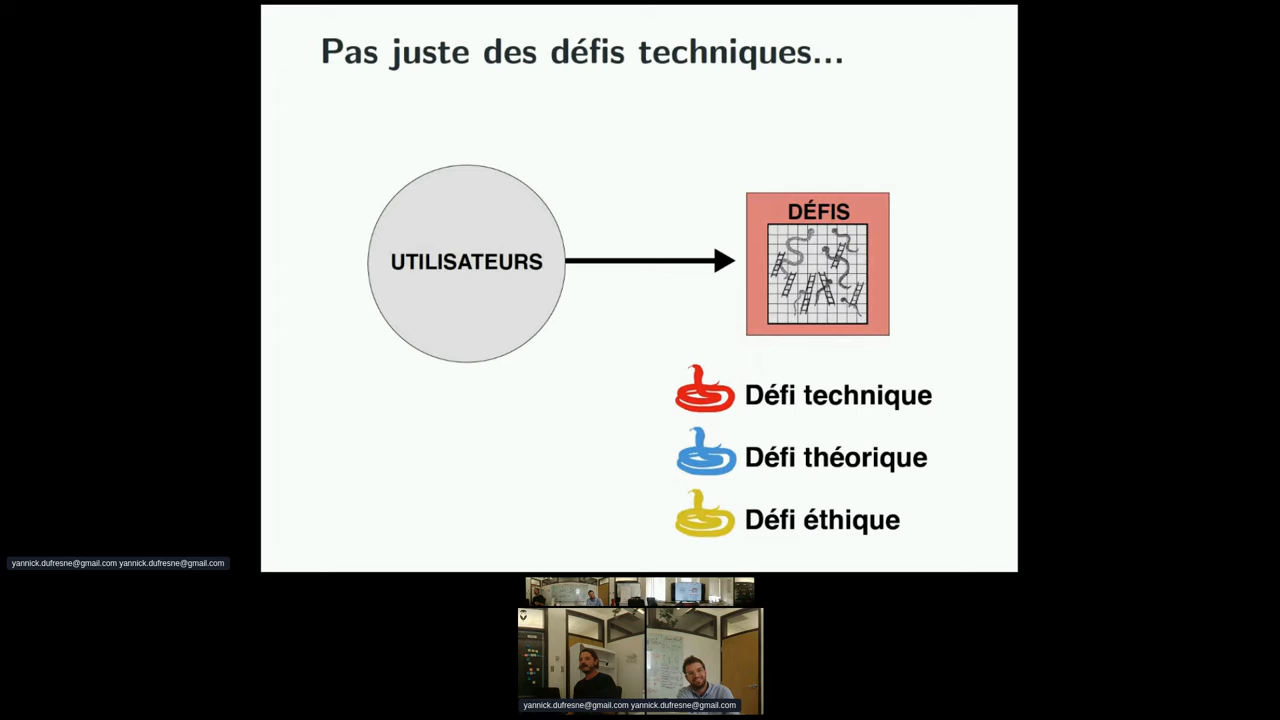 Pas juste des défis techniques...
UTILISATEURS
DÉFIS
Défi technique
Défi théorique
Défi éthique
yannick.dufresne@gmail.com yannick.dufresne@gmail.com
yannick.dufresne@gmail.com yannick.dufresne@gmail.com